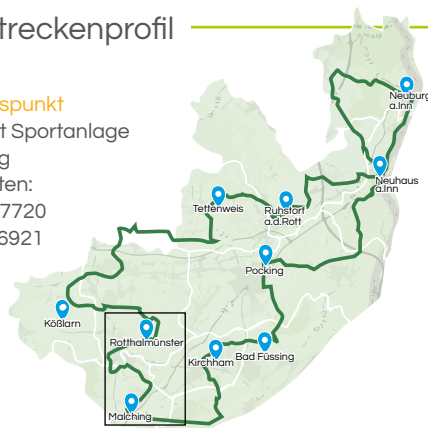 treckenprofil
spunkt
t Sportanlage
g
ten:
7720
6921
Neuburg
a.Inn
Neuhaus
a.Inn
Tettenweis
Ruhstorf
a.d.Rott
Pocking
Kößlarn
Rotthalmünster
Kirchham
Bad Füssing
Malching